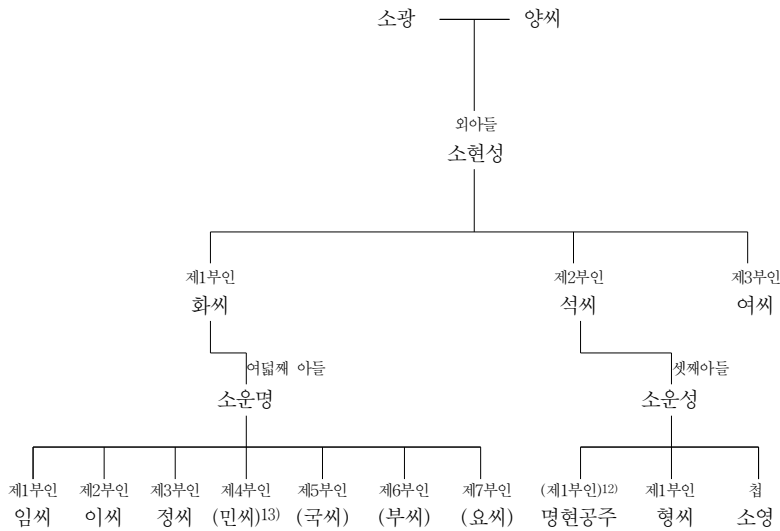 소광 양씨
외아들
소현성
제1부인 제2부인 제3부인
화씨 석씨 여씨
여덟째 아들 셋째아들
소운명 소운성
제1부인 제2부인 제3부인 제4부인 제5부인 제6부인 제7부인 (제1부인)12) 제1부인 첩
임씨 이씨 정씨 (민씨)13) (국씨) (부씨) (요씨) 명현공주 형씨 소영